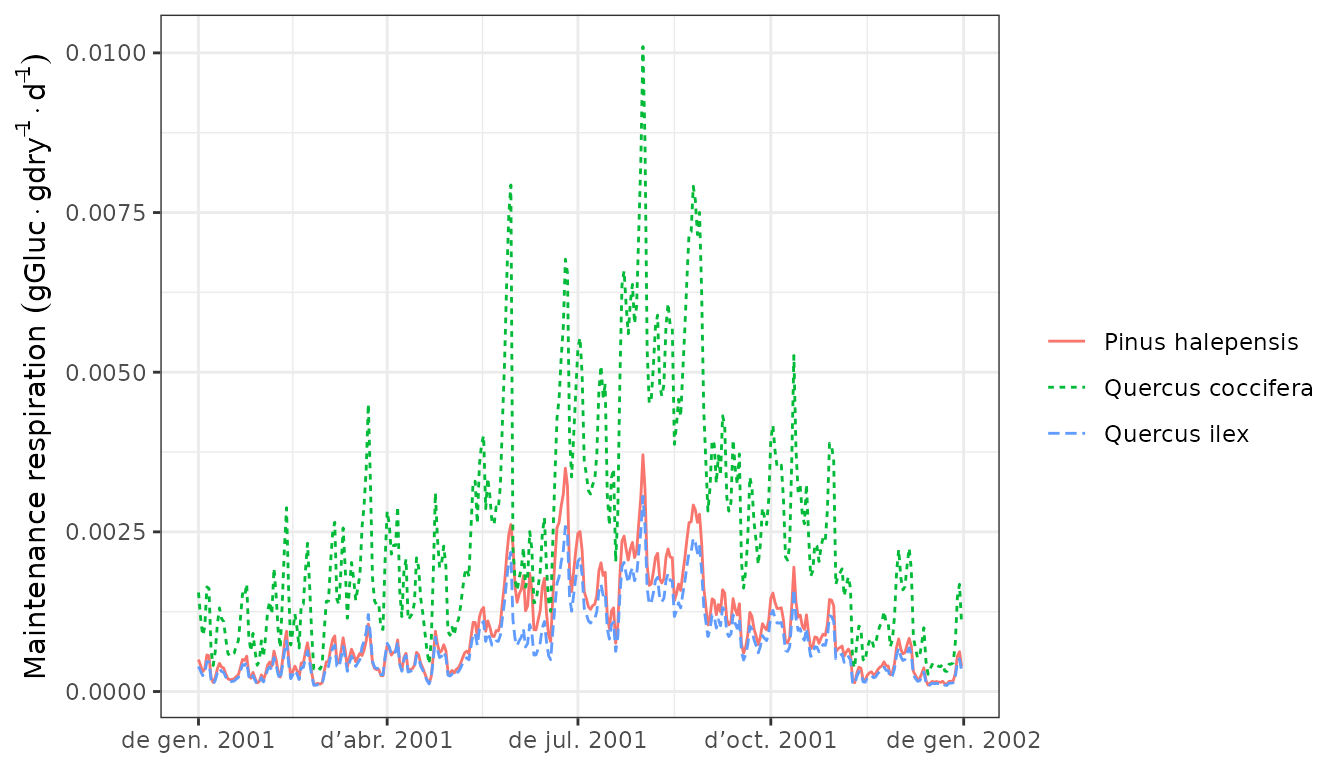 Maintenance respiration (gGluc · gdry⁻¹ · d⁻¹)
0.0100
0.0075
0.0050
0.0025
0.0000
de gen. 2001
d’abr. 2001
de jul. 2001
d’oct. 2001
de gen. 2002
Pinus halepensis
Quercus coccifera
Quercus ilex